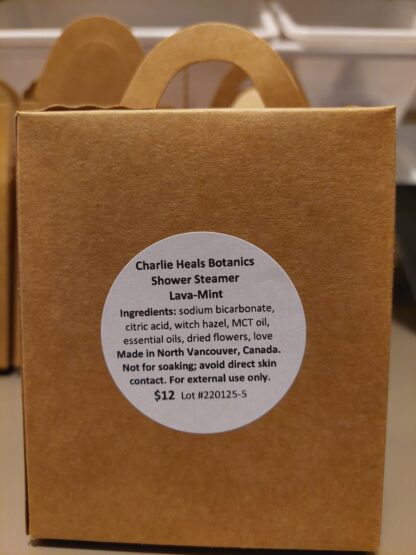 Charlie Heals Botanics
Shower Steamer
Lava-Mint
Ingredients: sodium bicarbonate,
citric acid, witch hazel, MCT oil,
essential oils, dried flowers, love
Made in North Vancouver, Canada.
Not for soaking; avoid direct skin
contact. For external use only.
$12 Lot #220125-5